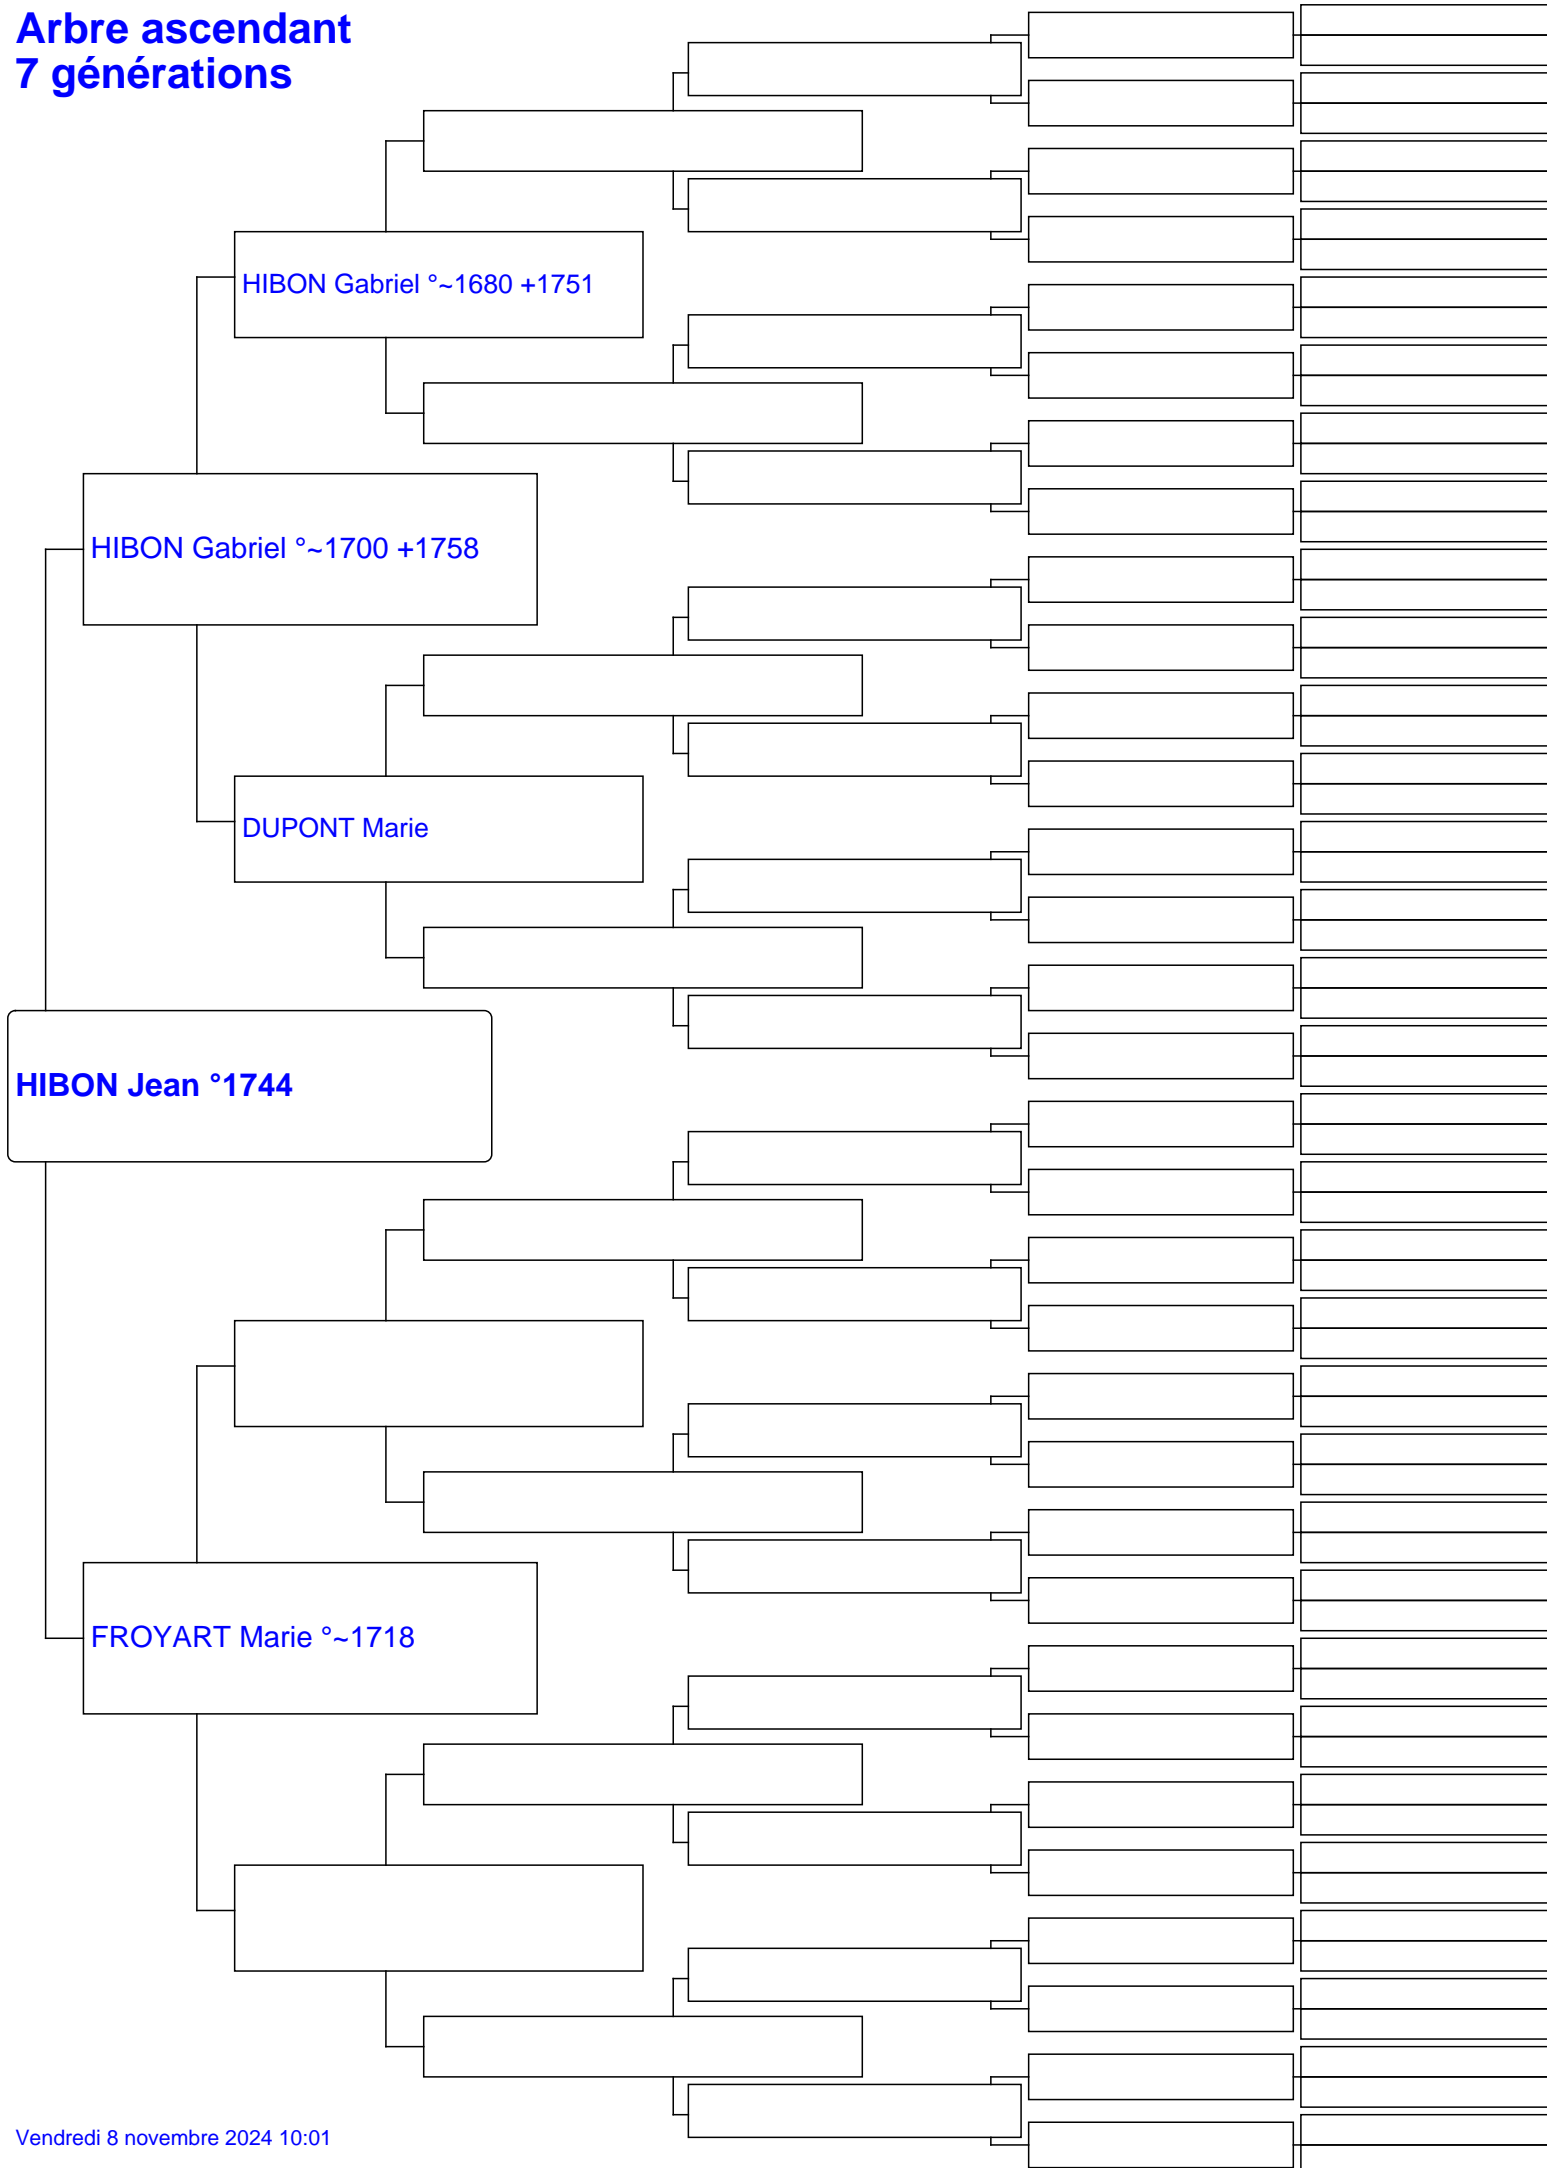 Arbre ascendant
7 générations
HIBON Gabriel °~1680 +1751
HIBON Gabriel °~1700 +1758
DUPONT Marie
HIBON Jean °1744
FROYART Marie °~1718
Vendredi 8 novembre 2024 10:01